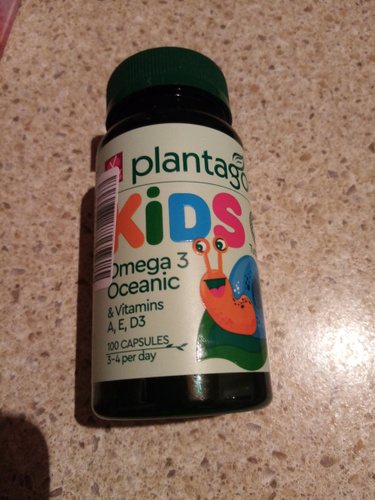 plantago
KiDS
Omega 3
Oceanic
& Vitamins
A, E, D3
100 CAPSULES
3-4 per day